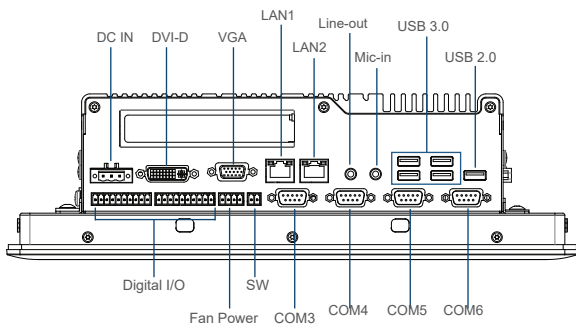 LAN1
Line-out
USB 3.0
DC IN
DVI-D
VGA
LAN2
Mic-in
USB 2.0
Digital I/O
SW
Fan Power
COM3
COM4
COM5
COM6